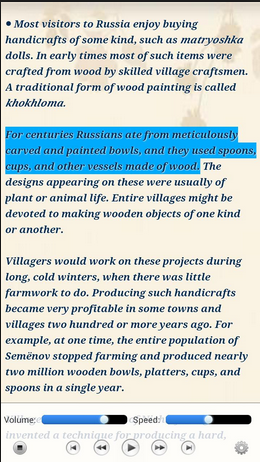 • Most visitors to Russia enjoy buying
handicrafts of some kind, such as matryoshka
dolls. In early times most of such items were
crafted from wood by skilled village craftsmen.
A traditional form of wood painting is called
khokhloma.
For centuries Russians ate from meticulously
carved and painted bowls, and they used spoons,
cups, and other vessels made of wood. The
designs appearing on these were usually of
plant or animal life. Entire villages might be
devoted to making wooden objects of one kind
or another.
Villagers would work on these projects during
long, cold winters, when there was little
farmwork to do. Producing such handicrafts
became very profitable in some towns and
villages two hundred or more years ago. For
example, at one time, the entire population of
Semënov stopped farming and produced nearly
two million wooden bowls, platters, cups, and
spoons in a single year.
Volume: Speed:
invented a technique for producing a hard,